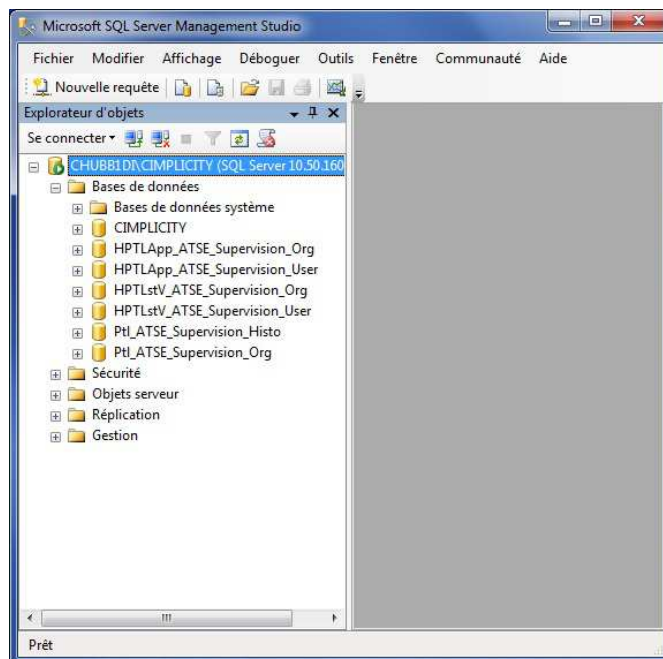 Microsoft SQL Server Management Studio
Fichier Modifier Affichage Déboguer Outils Fenêtre Communauté Aide
Nouvelle requête
Explorateur d'objets
Se connecter
CHUBB1DI\CIMPLICITY (SQL Server 10.50.160
Bases de données
Bases de données système
CIMPLICITY
HPTLApp_ATSE_Supervision_Org
HPTLApp_ATSE_Supervision_User
HPTLstV_ATSE_Supervision_Org
HPTLstV_ATSE_Supervision_User
Ptl_ATSE_Supervision_Histo
Ptl_ATSE_Supervision_Org
Sécurité
Objets serveur
Réplication
Gestion
Prêt